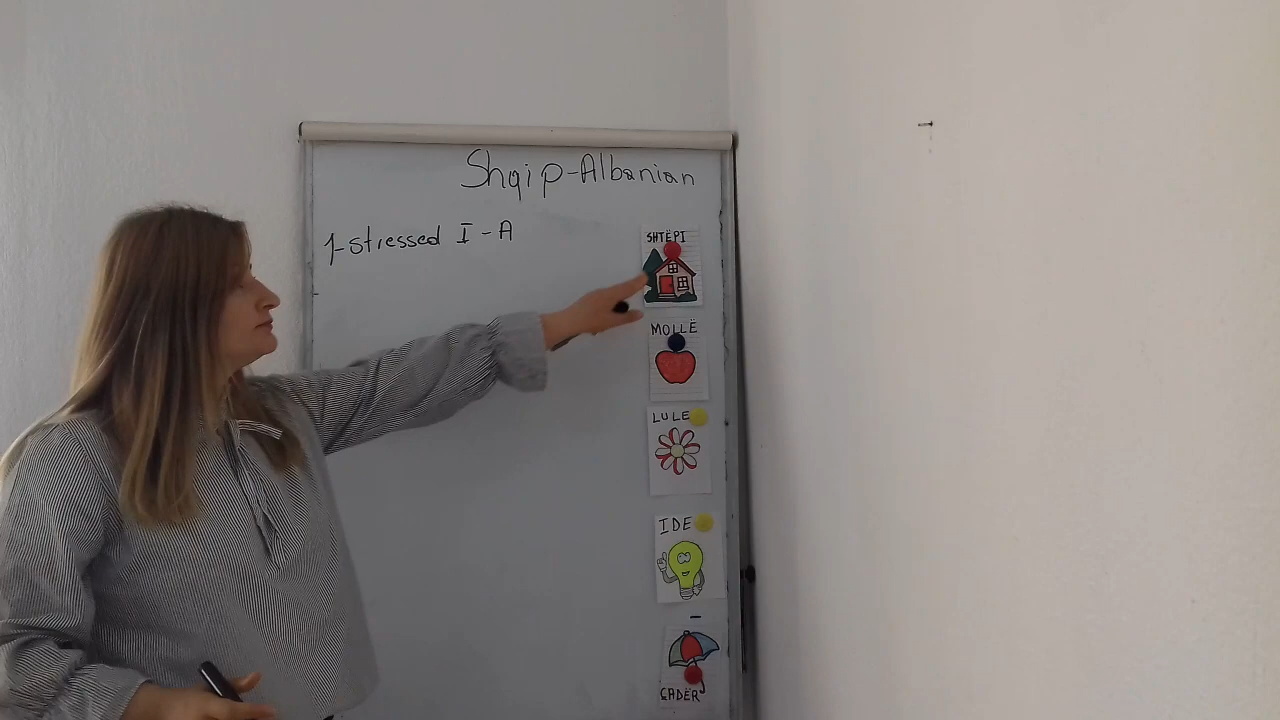 Shqip-Albanian
1-stressed I-A
SHTËPI
MOLLË
LULE
IDE
ÇADËR